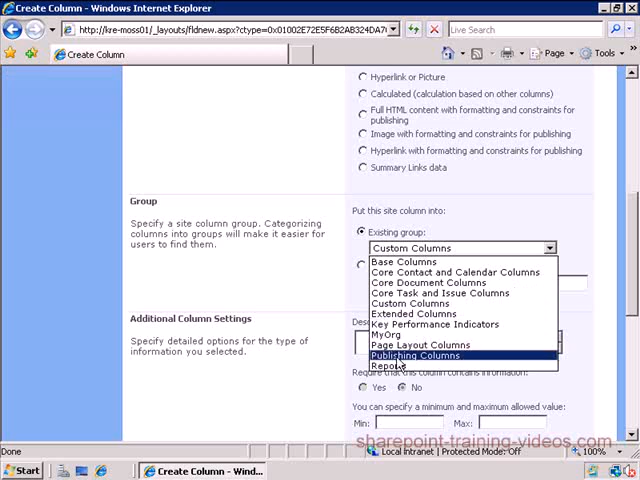 Create Column - Windows Internet Explorer
http://kre-moss01/_layouts/fldnew.aspx?ctype=0x01002E72E5F6B2AB324DA7
Live Search
Create Column
Page
Tools
Hyperlink or Picture
Calculated (calculation based on other columns)
Full HTML content with formatting and constraints for
publishing
Image with formatting and constraints for publishing
Hyperlink with formatting and constraints for publishing
Summary Links data
Group
Specify a site column group. Categorizing
columns into groups will make it easier for
users to find them.
Put this site column into:
Existing group:
Custom Columns
Base Columns
Core Contact and Calendar Columns
Core Document Columns
Core Task and Issue Columns
Custom Columns
Extended Columns
Key Performance Indicators
MyOrg
Page Layout Columns
Publishing Columns
Additional Column Settings
Specify detailed options for the type of
information you selected.
Require that this column contains information:
Yes
No
You can specify a minimum and maximum allowed value:
Min:
Max:
sharepoint-training-videos.com
Done
Local intranet | Protected Mode: Off
100%
Start
Create Column - Wind...